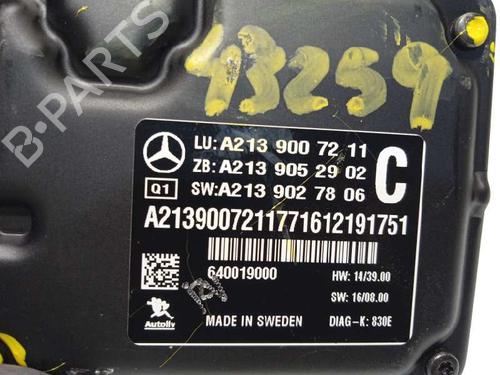 43259
LU: A213 900 72 11
ZB: A213 905 29 02
Q1 SW: A213 902 78 06
C
A2139007211771612191751
640019000
HW: 14/39.00
SW: 16/08.00
Autoliv
MADE IN SWEDEN
DIAG-K: 830E
B-PARTS